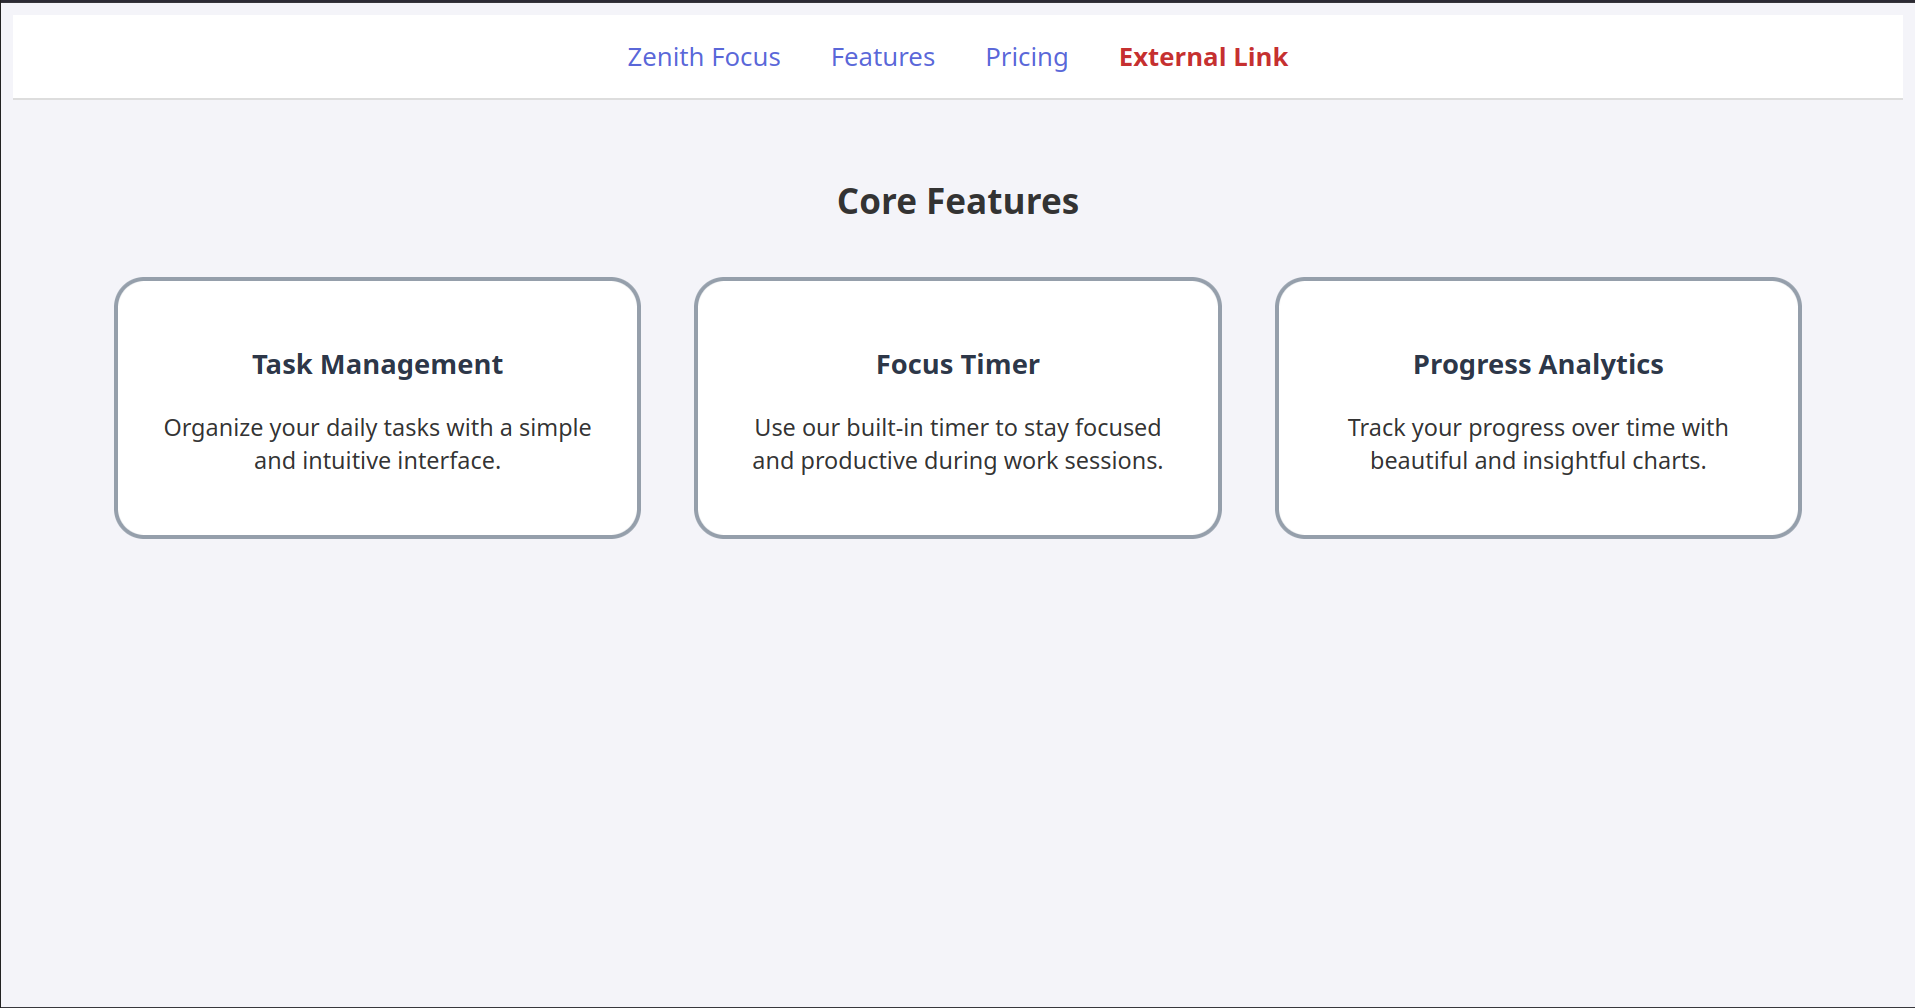 Zenith Focus Features Pricing External Link
Core Features
Task Management
Organize your daily tasks with a simple
and intuitive interface.
Focus Timer
Use our built-in timer to stay focused
and productive during work sessions.
Progress Analytics
Track your progress over time with
beautiful and insightful charts.